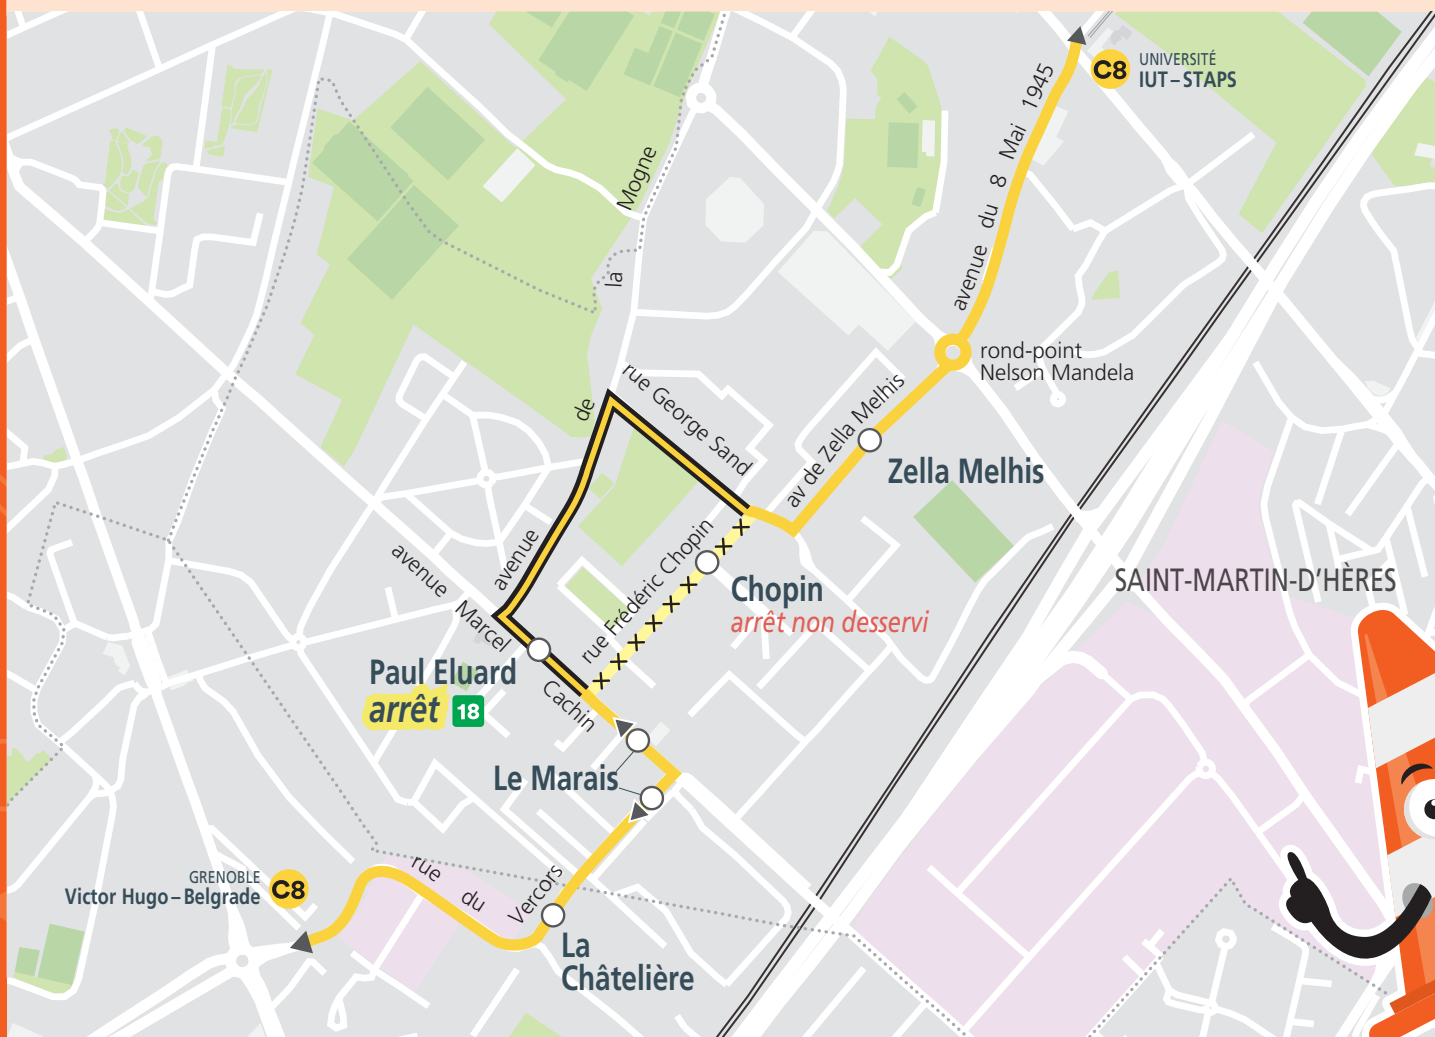 C8
UNIVERSITÉ
IUT–STAPS
avenue du 8 Mai 1945
avenue de la Mogne
rond-point
Nelson Mandela
rue George Sand
av de Zella Melhis
Zella Melhis
rue Frédéric Chopin
Chopin
arrêt non desservi
SAINT-MARTIN-D'HÈRES
avenue Marcel Cachin
Paul Eluard
arrêt 18
Le Marais
GRENOBLE
Victor Hugo–Belgrade
C8
rue du Vercors
La
Châtelière